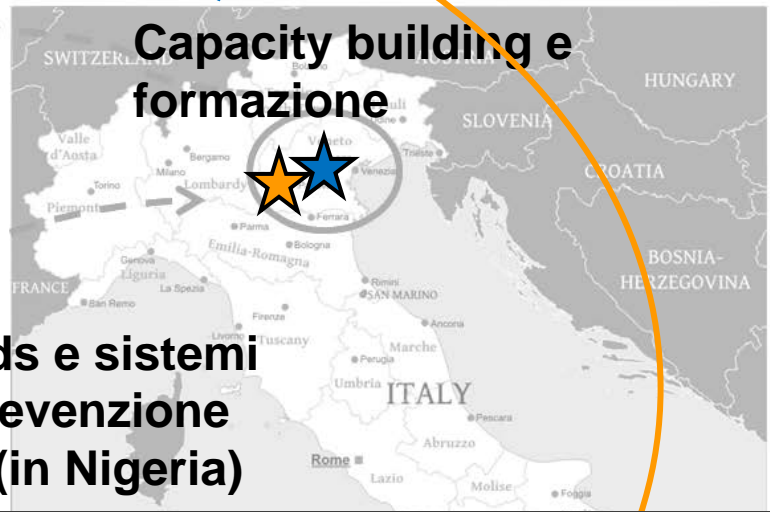 Capacity building e
formazione
SWITZERLAND
AUSTRIA
HUNGARY
SLOVENIA
CROATIA
BOSNIA-
HERZEGOVINA
FRANCE
Valle
d'Aosta
Bergamo
Milano
Lombardy
Veneto
Venezia
Trieste
Torino
Piemont
Parma
Ferrara
Emilia-Romagna
Bologna
Genova
Liguria
La Spezia
San Remo
Rimini
SAN MARINO
Firenze
Tuscany
Ancona
Marche
Perugia
Umbria
ITALY
Pescara
Abruzzo
Rome
Lazio
Molise
Foggia
ds e sistemi
evenzione
(in Nigeria)